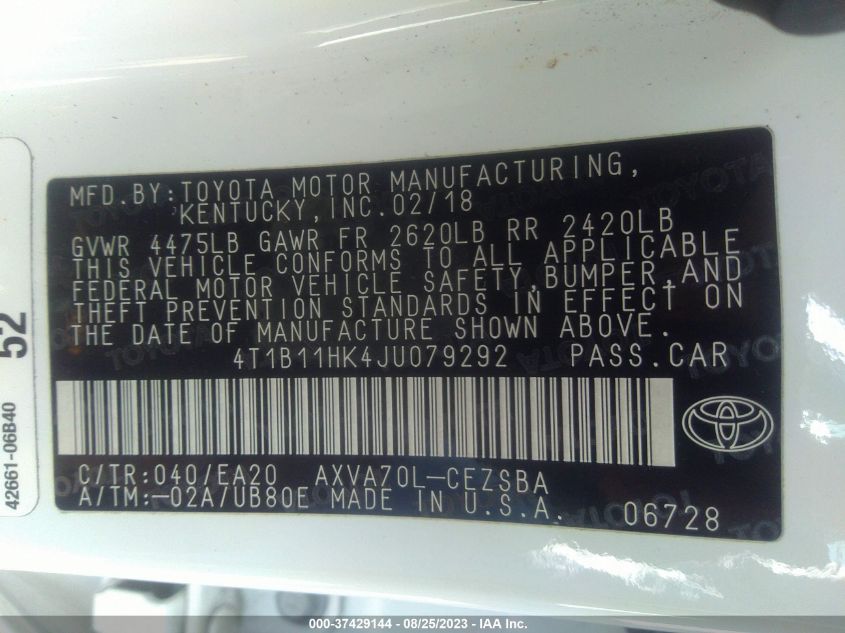 MFD.BY:TOYOTA MOTOR MANUFACTURING,
KENTUCKY,INC.02/18
GVWR 4475LB GAWR FR 2620LB RR 2420LB
THIS VEHICLE CONFORMS TO ALL APPLICABLE
FEDERAL MOTOR VEHICLE SAFETY,BUMPER,AND
THEFT PREVENTION STANDARDS IN EFFECT ON
THE DATE OF MANUFACTURE SHOWN ABOVE.
4T1B11HK4JU079292 PASS.CAR
C/TR:040/EA20 AXVA70L-CEZSBA
A/TM:-02A/UB80E MADE IN U.S.A. 06728
52
42661-06B40
000-37429144 - 08/25/2023 - IAA Inc.